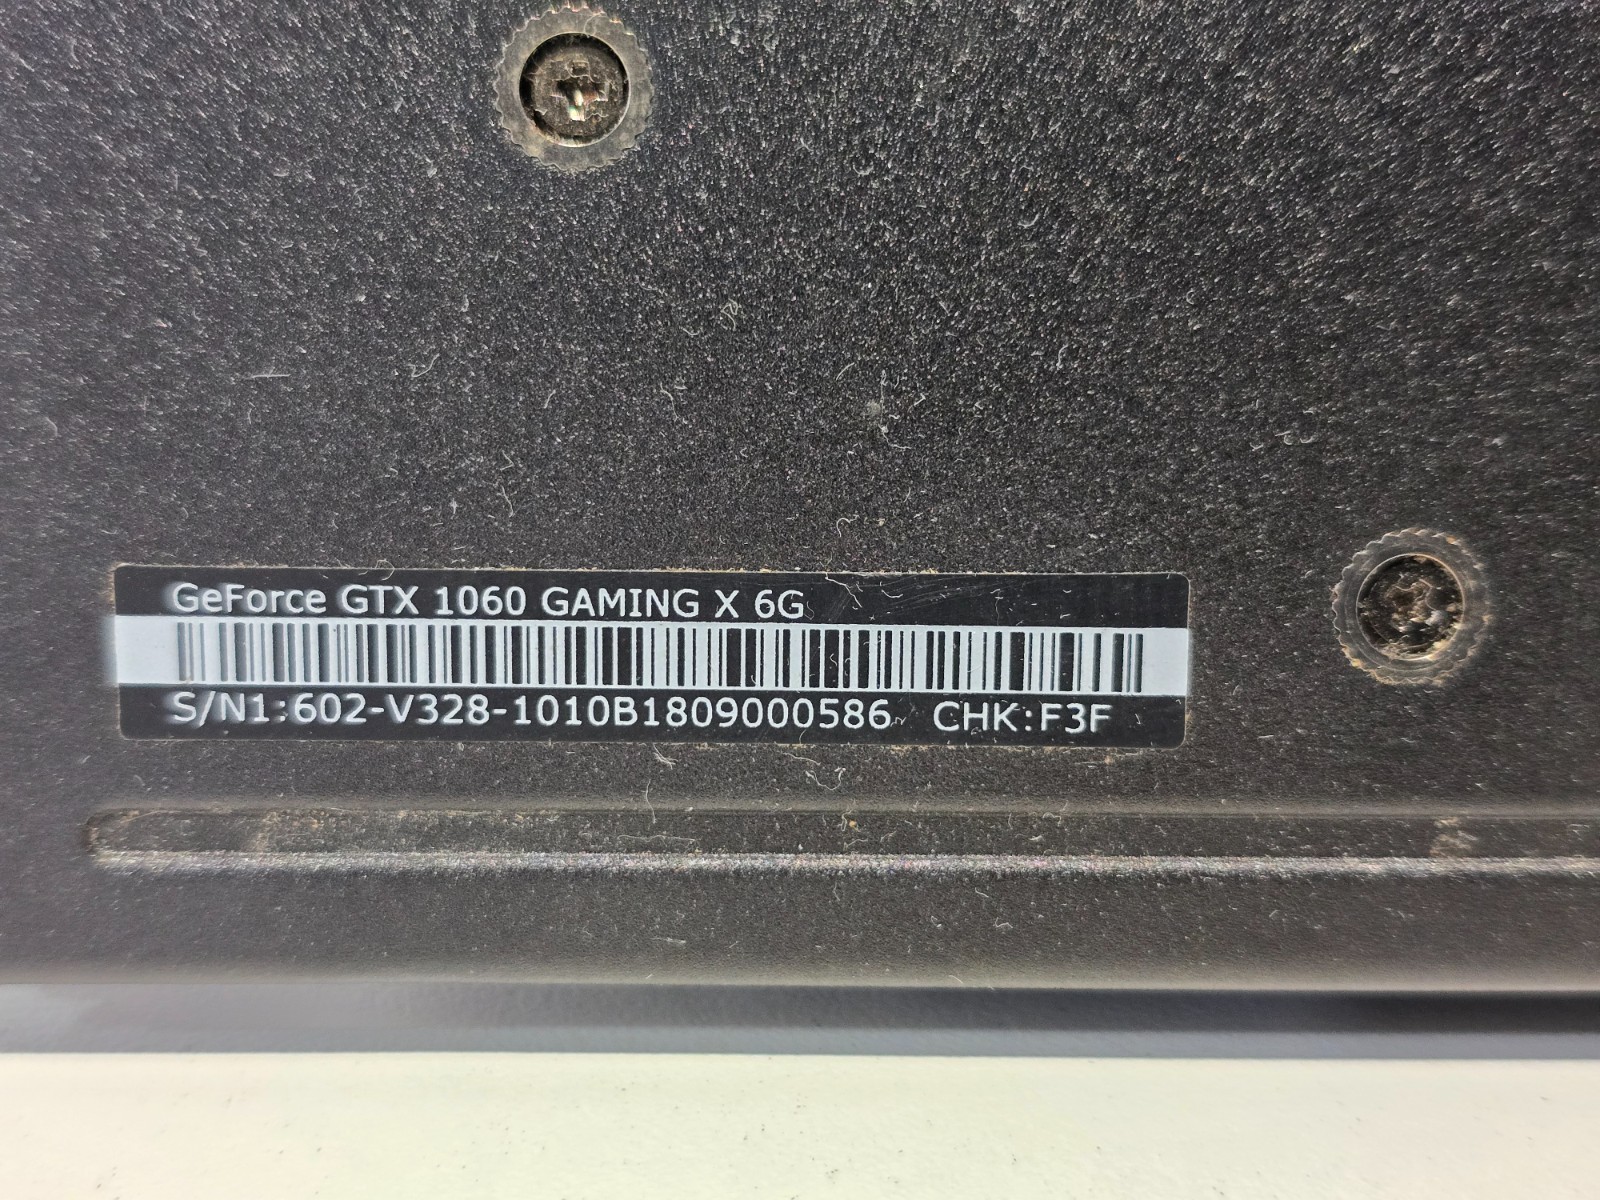 GeForce GTX 1060 GAMING X 6G
S/N1:602-V328-1010B1809000586 CHK:F3F